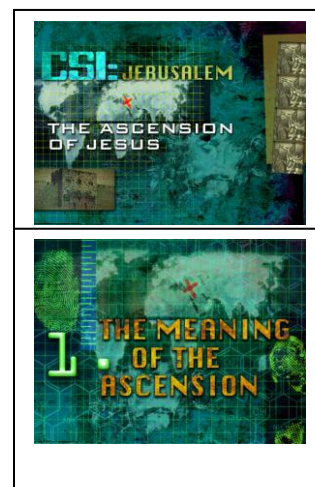 CSI: JERUSALEM
THE ASCENSION
OF JESUS
1. THE MEANING
OF THE
ASCENSION